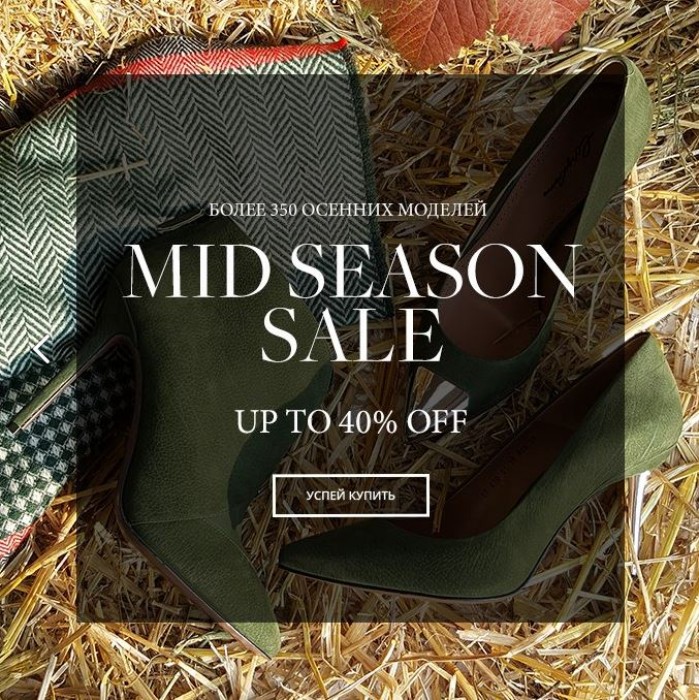 БОЛЕЕ 350 ОСЕННИХ МОДЕЛЕЙ
MID SEASON
SALE
UP TO 40% OFF
УСПЕЙ КУПИТЬ